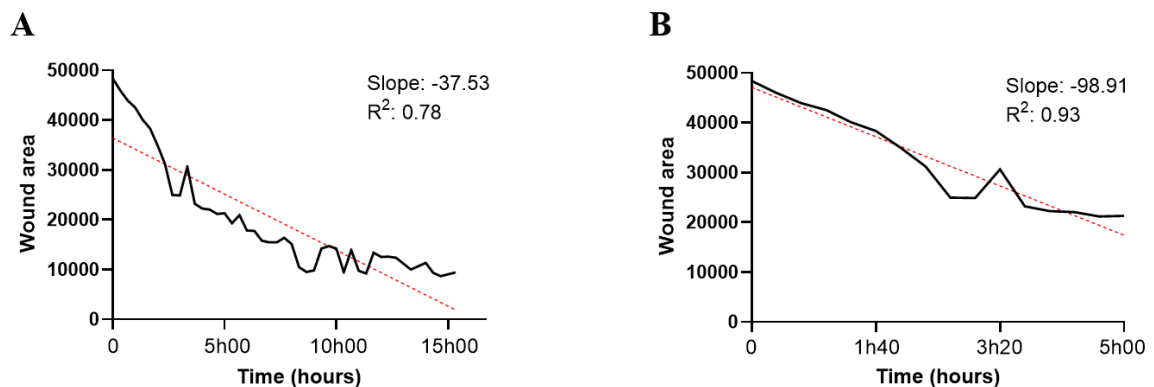 A
Slope: -37.53
R²: 0.78
Wound area
50000
40000
30000
20000
10000
0
0
5h00
10h00
15h00
Time (hours)
B
Slope: -98.91
R²: 0.93
Wound area
50000
40000
30000
20000
10000
0
0
1h40
3h20
5h00
Time (hours)